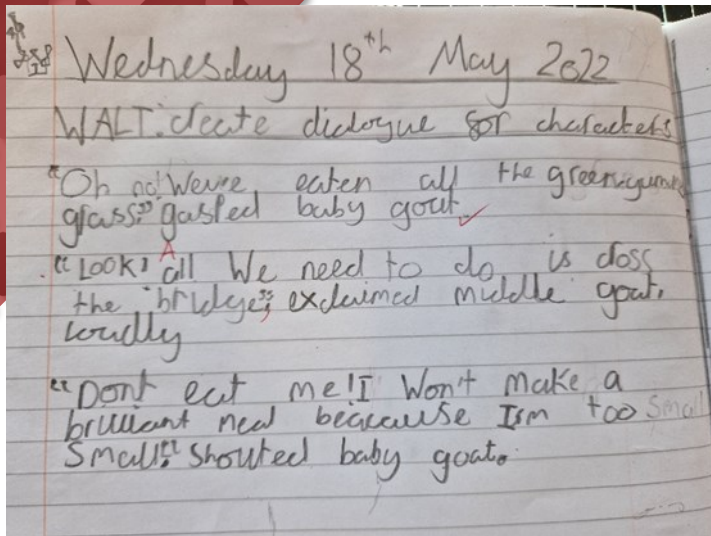 Wednesday 18th May 2022
WALT: create dialogue for characters
"Oh no! We've eaten all the green, yummy
grass!" gasped baby goat.
"Look! All We need to do is cross
the bridge", exclaimed middle goat,
loudly
"Dont eat me! I Won't make a
brilliant meal beacause I'm too Small
Small!" Shouted baby goat.